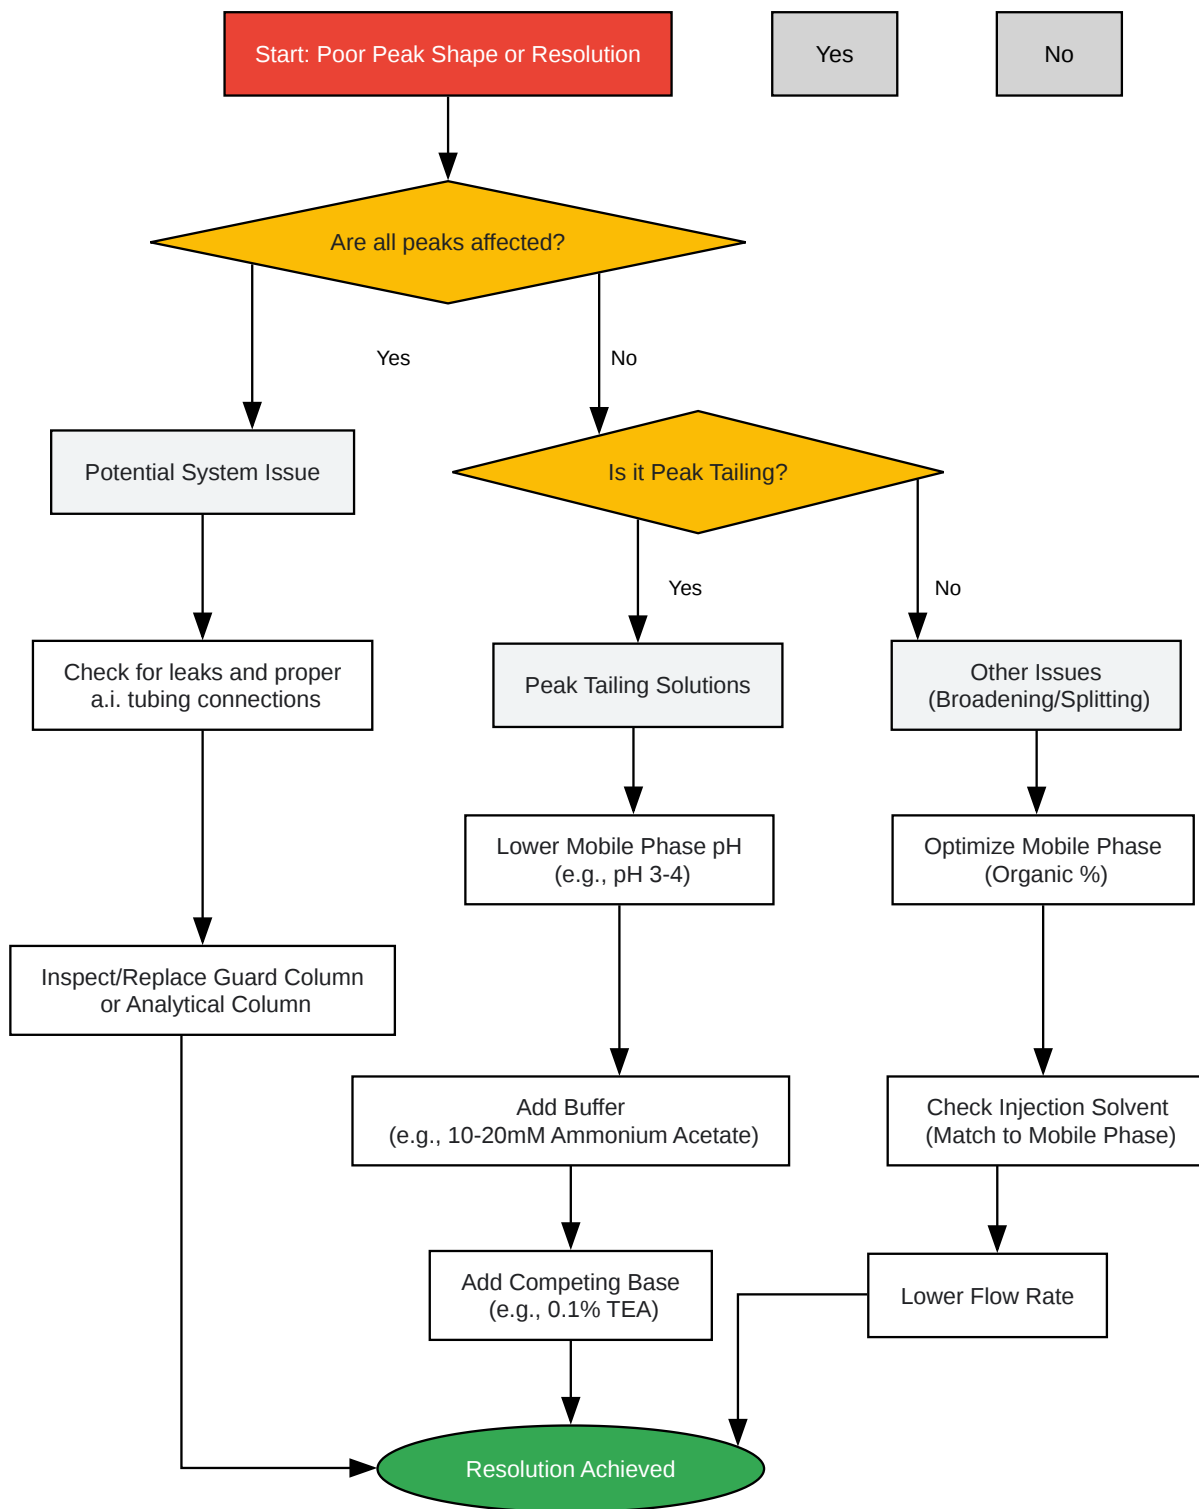 Start: Poor Peak Shape or Resolution
Yes
No
Are all peaks affected?
Yes
No
Potential System Issue
Is it Peak Tailing?
Yes
No
Check for leaks and proper
a.i. tubing connections
Peak Tailing Solutions
Other Issues
(Broadening/Splitting)
Lower Mobile Phase pH
(e.g., pH 3-4)
Optimize Mobile Phase
(Organic %)
Inspect/Replace Guard Column
or Analytical Column
Add Buffer
(e.g., 10-20mM Ammonium Acetate)
Check Injection Solvent
(Match to Mobile Phase)
Add Competing Base
(e.g., 0.1% TEA)
Lower Flow Rate
Resolution Achieved